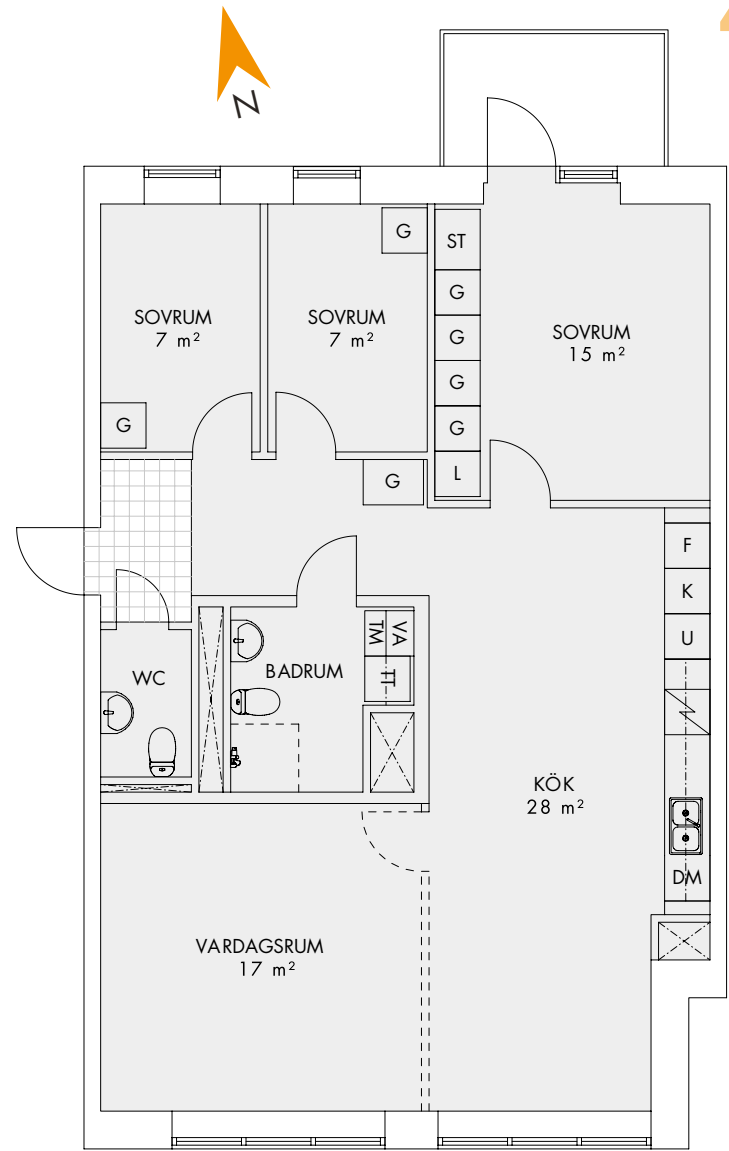 N
G
ST
G
SOVRUM
7 m²
SOVRUM
7 m²
SOVRUM
15 m²
G
G
G
G
L
G
F
K
U
WC
BADRUM
TM
VA
TT
KÖK
28 m²
DM
VARDAGSRUM
17 m²